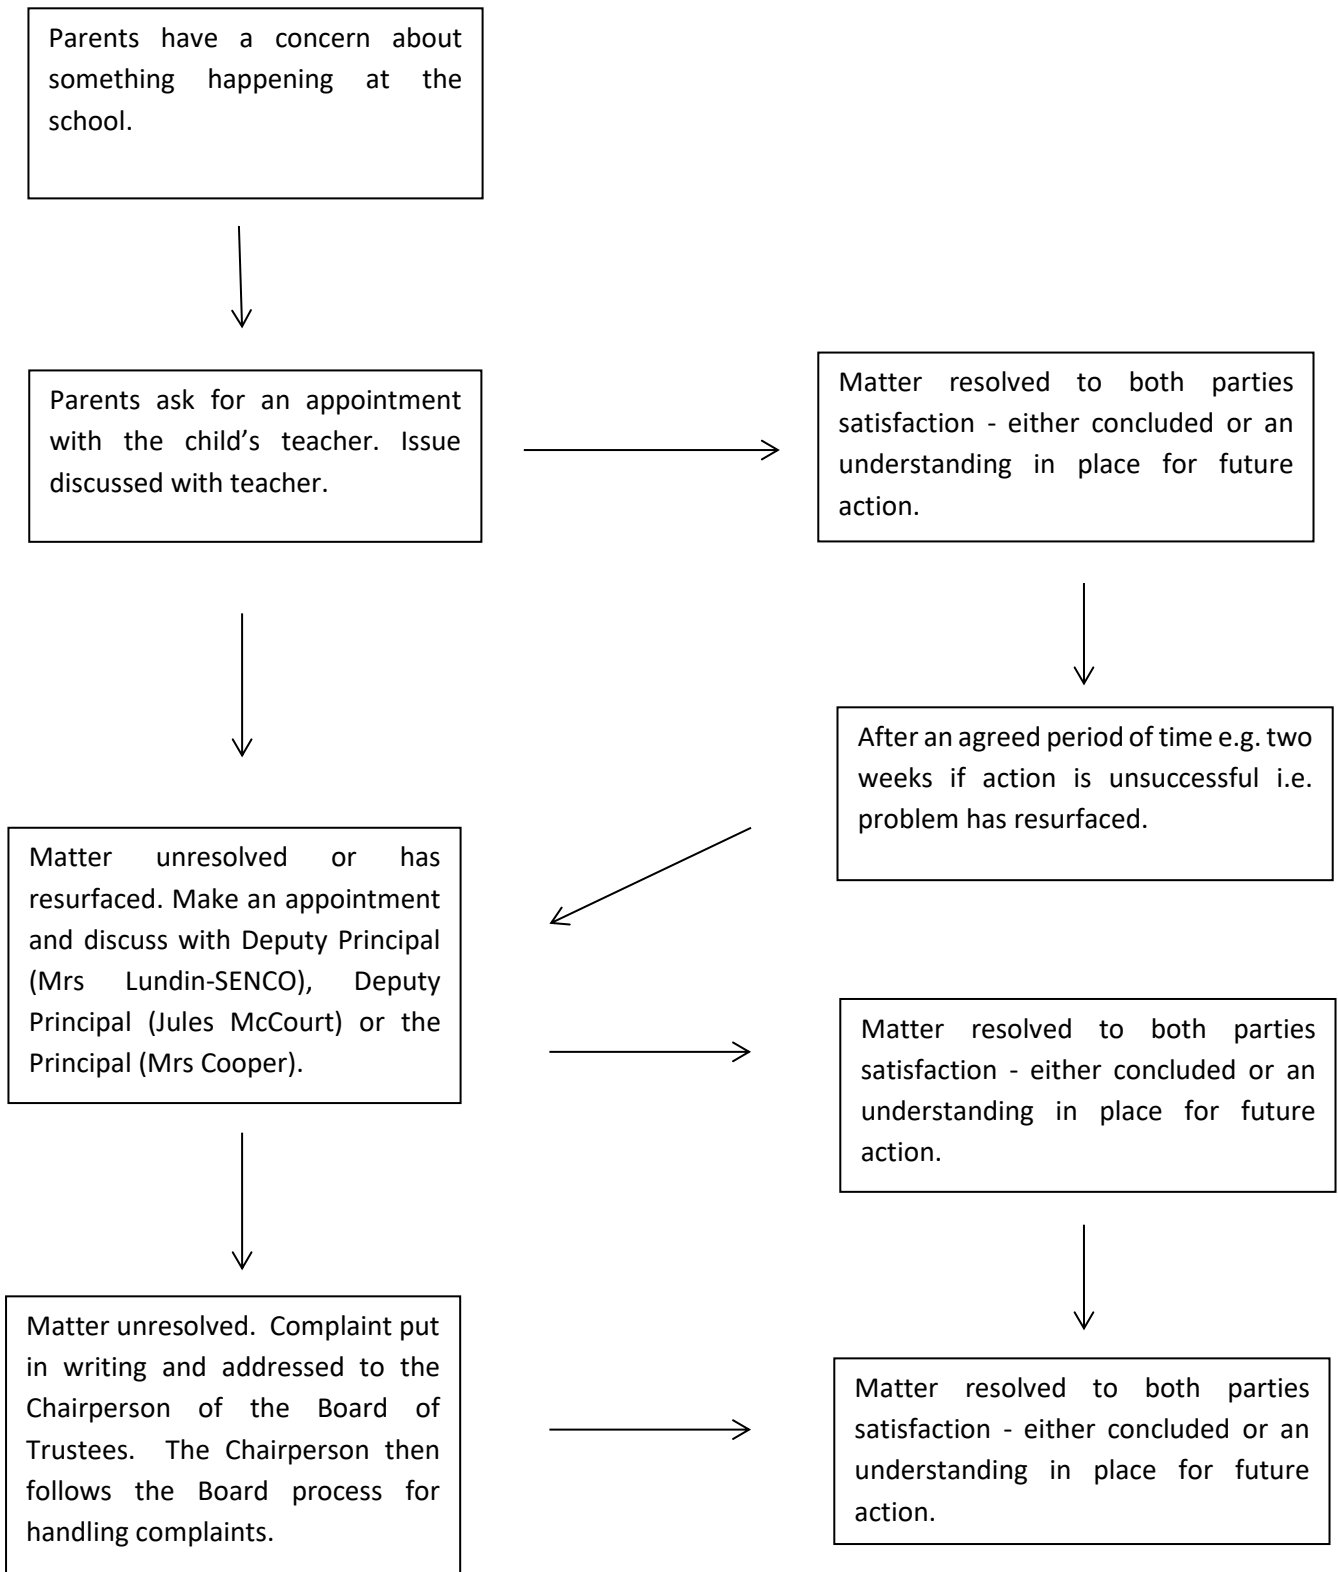 Parents have a concern about
something happening at the
school.
Parents ask for an appointment
with the child’s teacher. Issue
discussed with teacher.
Matter resolved to both parties
satisfaction - either concluded or an
understanding in place for future
action.
After an agreed period of time e.g. two
weeks if action is unsuccessful i.e.
problem has resurfaced.
Matter unresolved or has
resurfaced. Make an appointment
and discuss with Deputy Principal
(Mrs Lundin-SENCO), Deputy
Principal (Jules McCourt) or the
Principal (Mrs Cooper).
Matter resolved to both parties
satisfaction - either concluded or an
understanding in place for future
action.
Matter unresolved. Complaint put
in writing and addressed to the
Chairperson of the Board of
Trustees. The Chairperson then
follows the Board process for
handling complaints.
Matter resolved to both parties
satisfaction - either concluded or an
understanding in place for future
action.